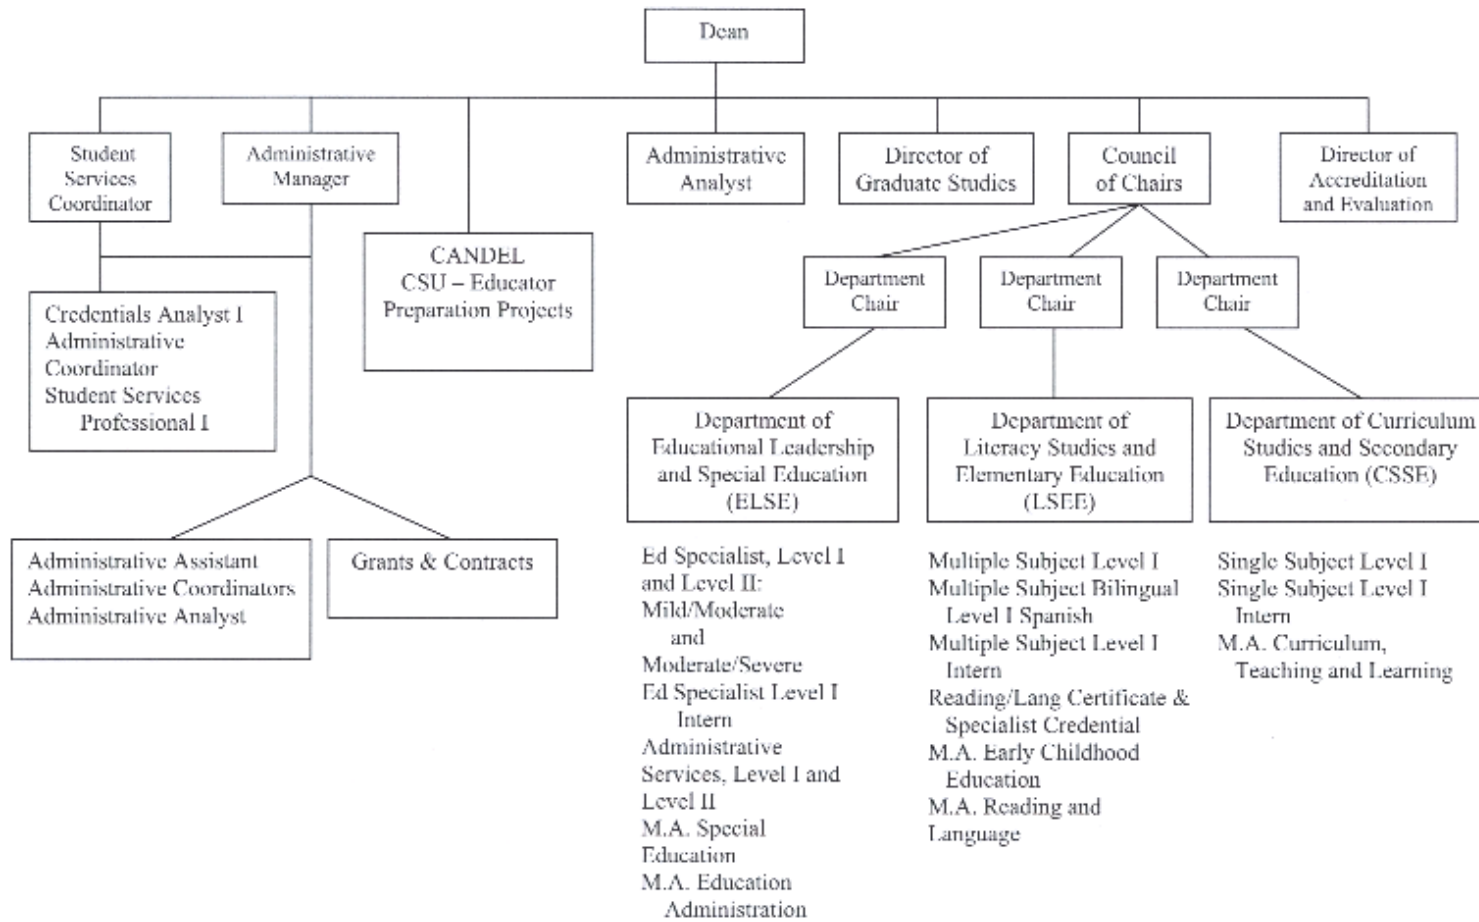 Dean
Student
Services
Coordinator
Administrative
Manager
Administrative
Analyst
Director of
Graduate Studies
Council
of Chairs
Director of
Accreditation
and Evaluation
CANDEL
CSU – Educator
Preparation Projects
Department
Chair
Department
Chair
Department
Chair
Credentials Analyst I
Administrative
Coordinator
Student Services
Professional I
Department of
Educational Leadership
and Special Education
(ELSE)
Department of
Literacy Studies and
Elementary Education
(LSEE)
Department of Curriculum
Studies and Secondary
Education (CSSE)
Administrative Assistant
Administrative Coordinators
Administrative Analyst
Grants & Contracts
Ed Specialist, Level I
and Level II:
Mild/Moderate
and
Moderate/Severe
Ed Specialist Level I
Intern
Administrative
Services, Level I and
Level II
M.A. Special
Education
M.A. Education
Administration
Multiple Subject Level I
Multiple Subject Bilingual
Level I Spanish
Multiple Subject Level I
Intern
Reading/Lang Certificate &
Specialist Credential
M.A. Early Childhood
Education
M.A. Reading and
Language
Single Subject Level I
Single Subject Level I
Intern
M.A. Curriculum,
Teaching and Learning